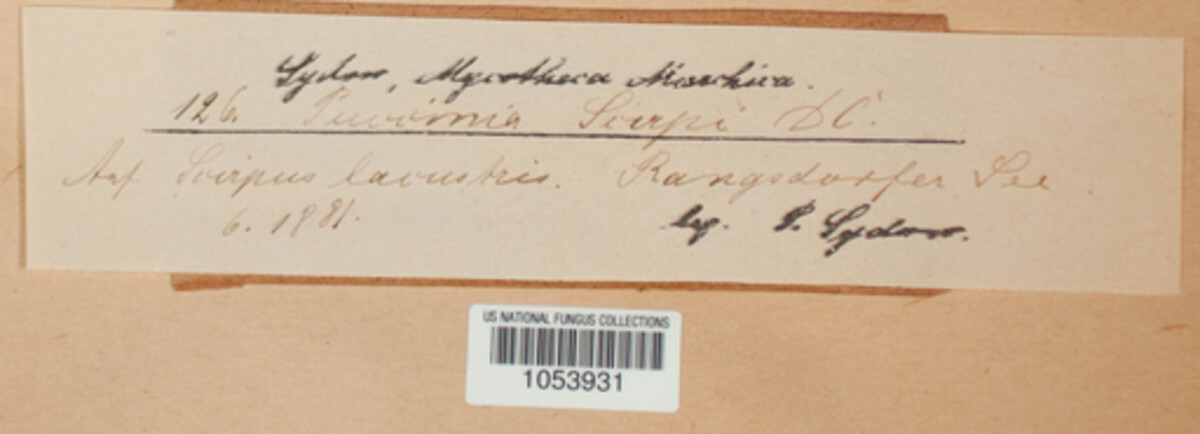 Sydow, Mycotheca Marchica.
126. Puccinia Scirpi DC.
Auf Scirpus lacustris. Rangsdorfer See
6. 1881. leg. P. Sydow.
US NATIONAL FUNGUS COLLECTIONS
1053931